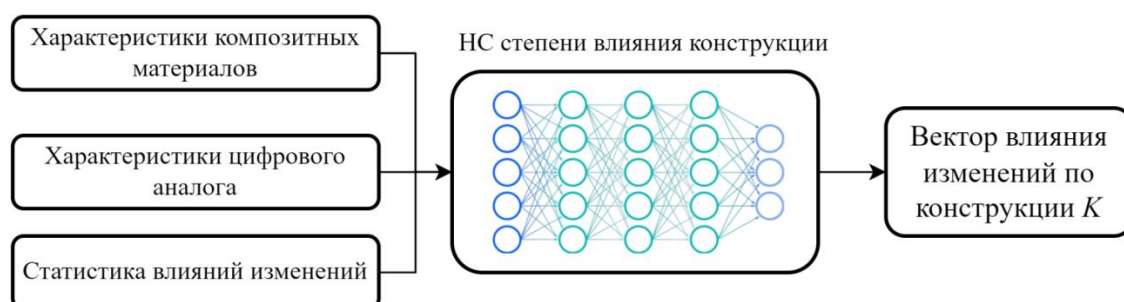 Характеристики композитных
материалов
Характеристики цифрового
аналога
Статистика влияний изменений
НС степени влияния конструкции
Вектор влияния
изменений по
конструкции K